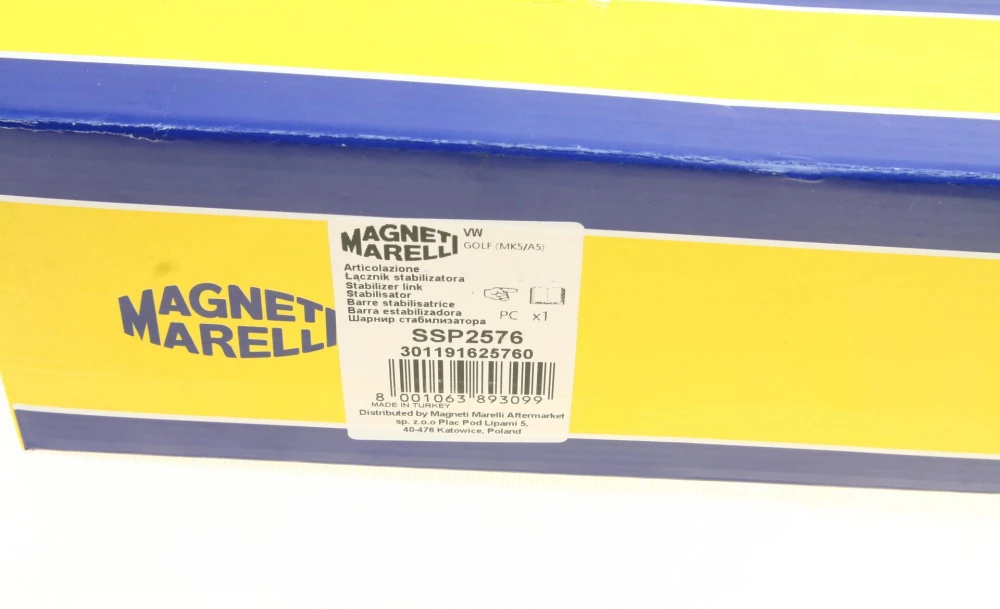 MAGNETI
MARELLI
MAGNETI
MARELLI
VW
GOLF (MK5/A5)
Articolazione
Łącznik stabilizatora
Stabilizer link
Stabilisator
Barre stabilisatrice
Barra estabilizadora
Шарнир стабилизатора
PC x1
SSP2576
301191625760
8 001063 893099
MADE IN TURKEY
Distributed by Magneti Marelli Aftermarket
sp. z.o.o Plac Pod Lipami 5,
40-476 Katowice, Poland